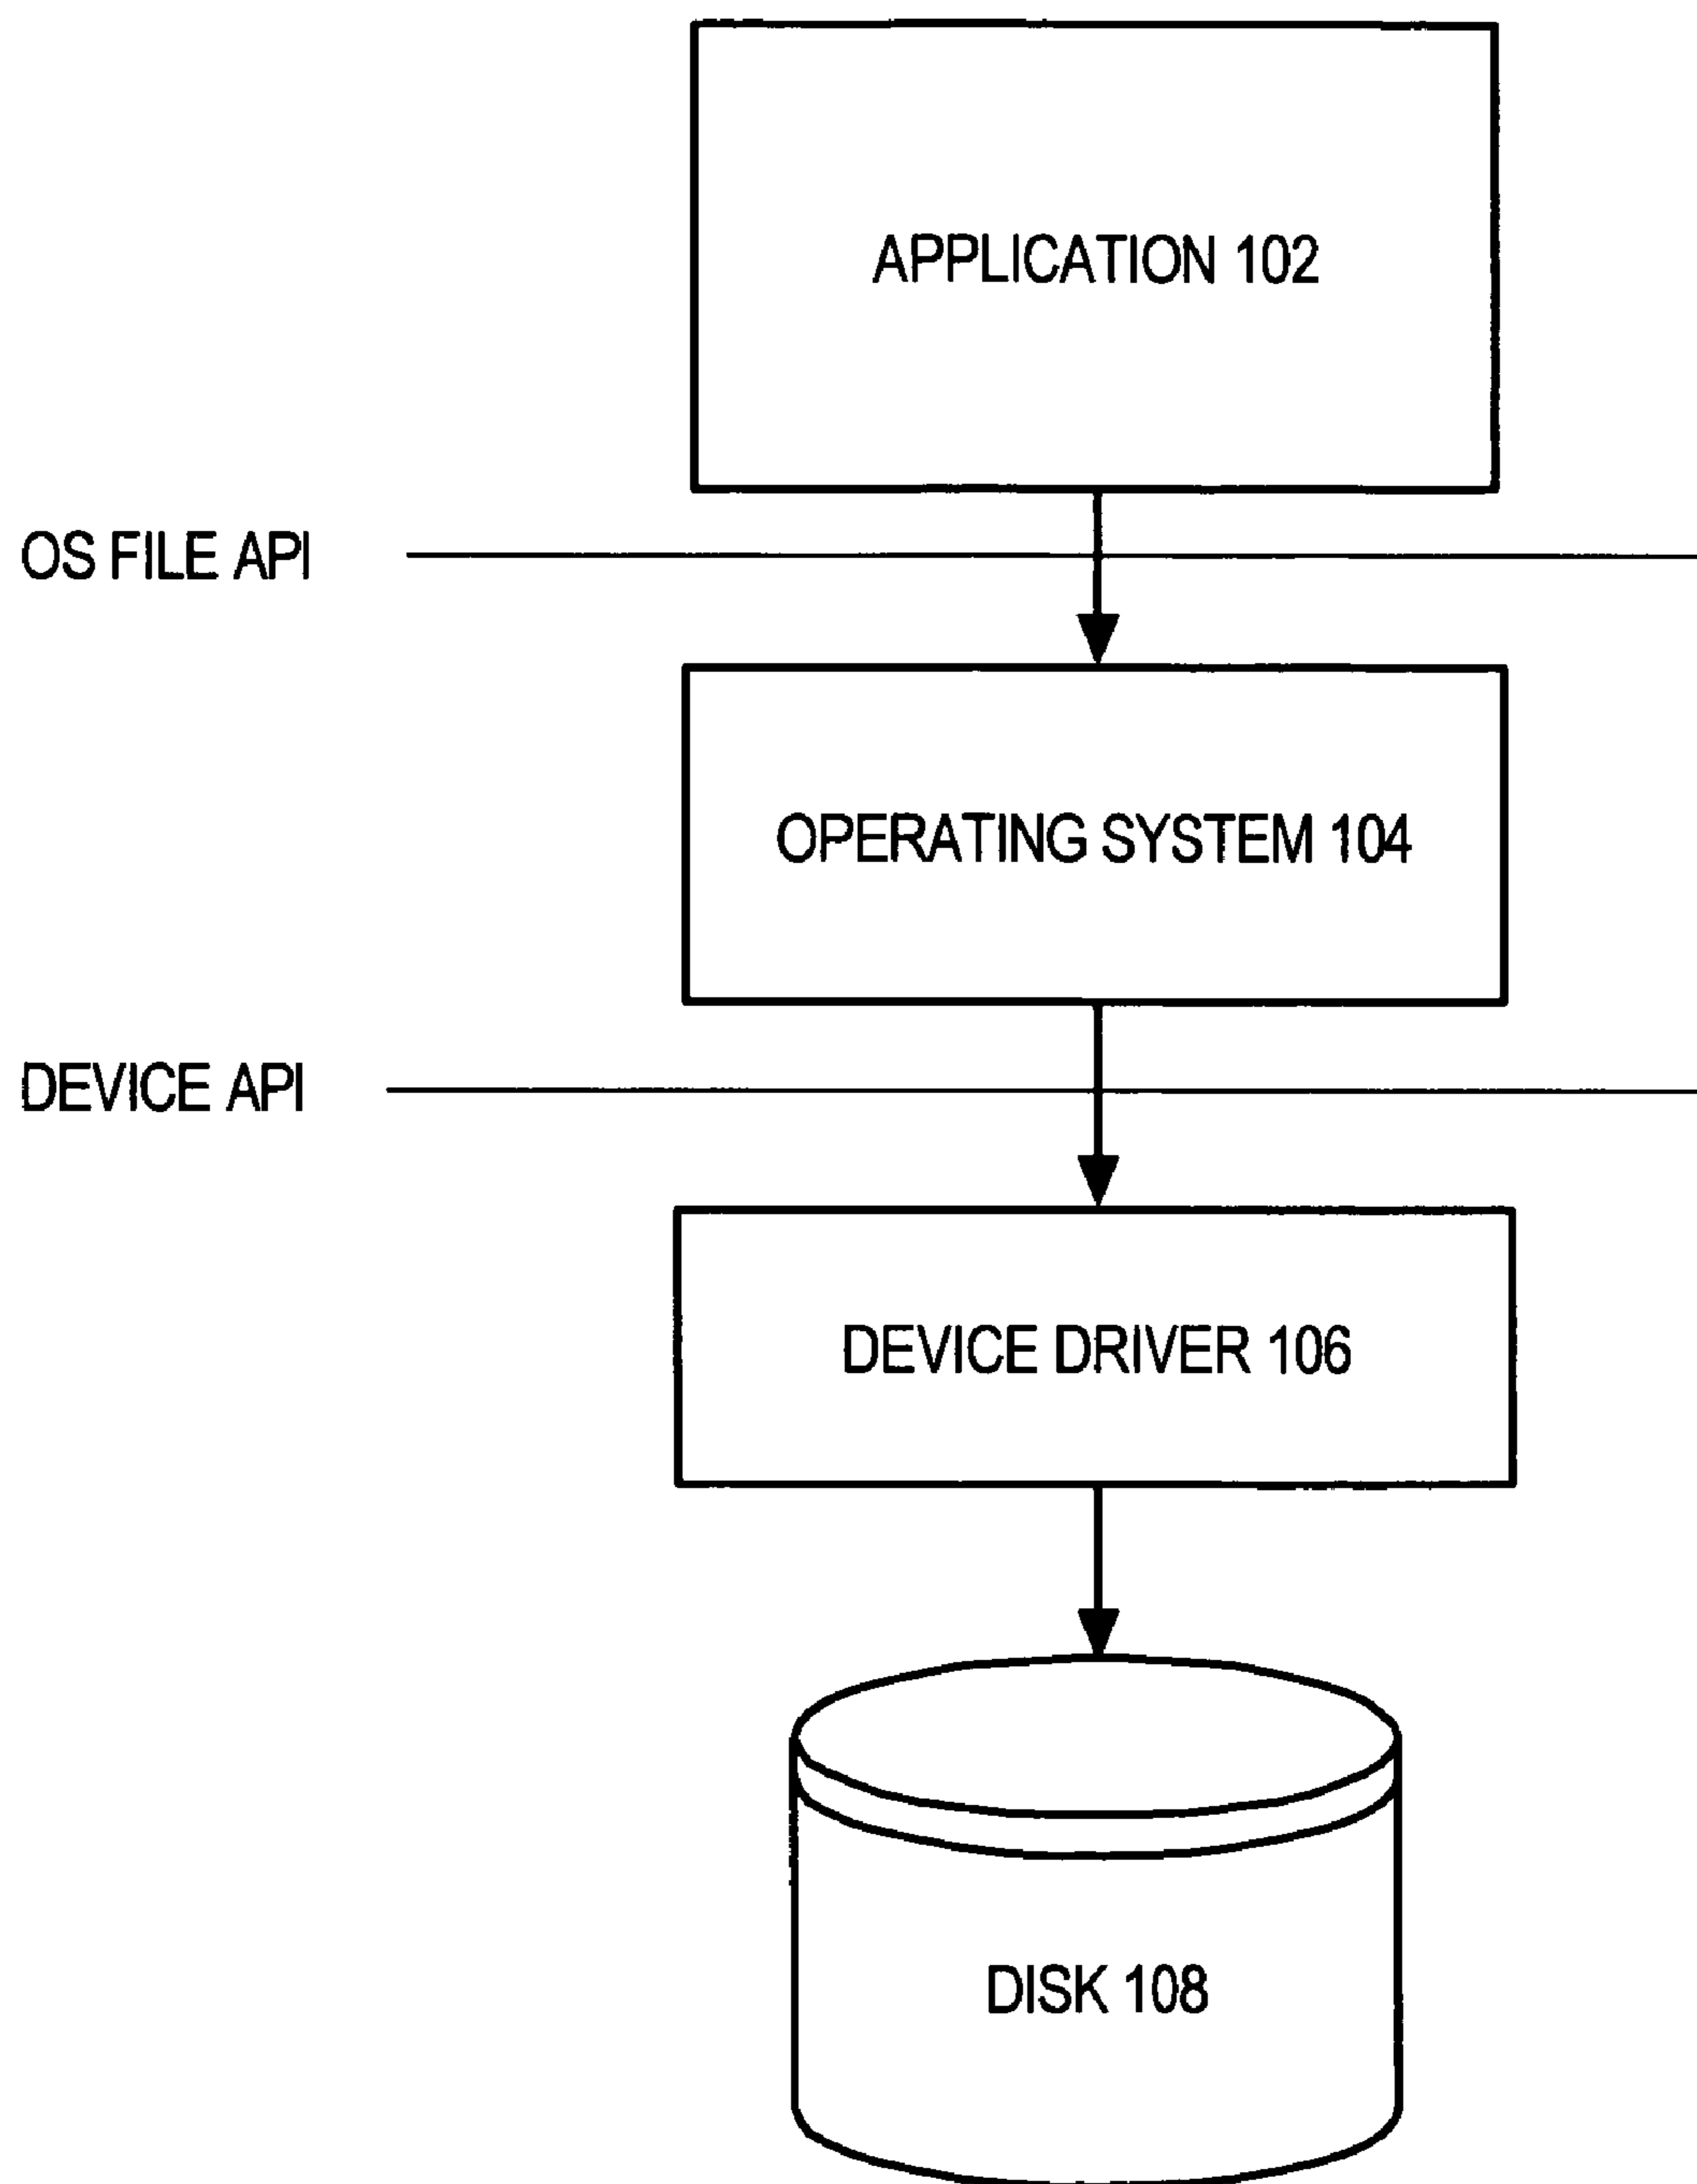 APPLICATION 102
OS FILE API
OPERATING SYSTEM 104
DEVICE API
DEVICE DRIVER 106
DISK 108